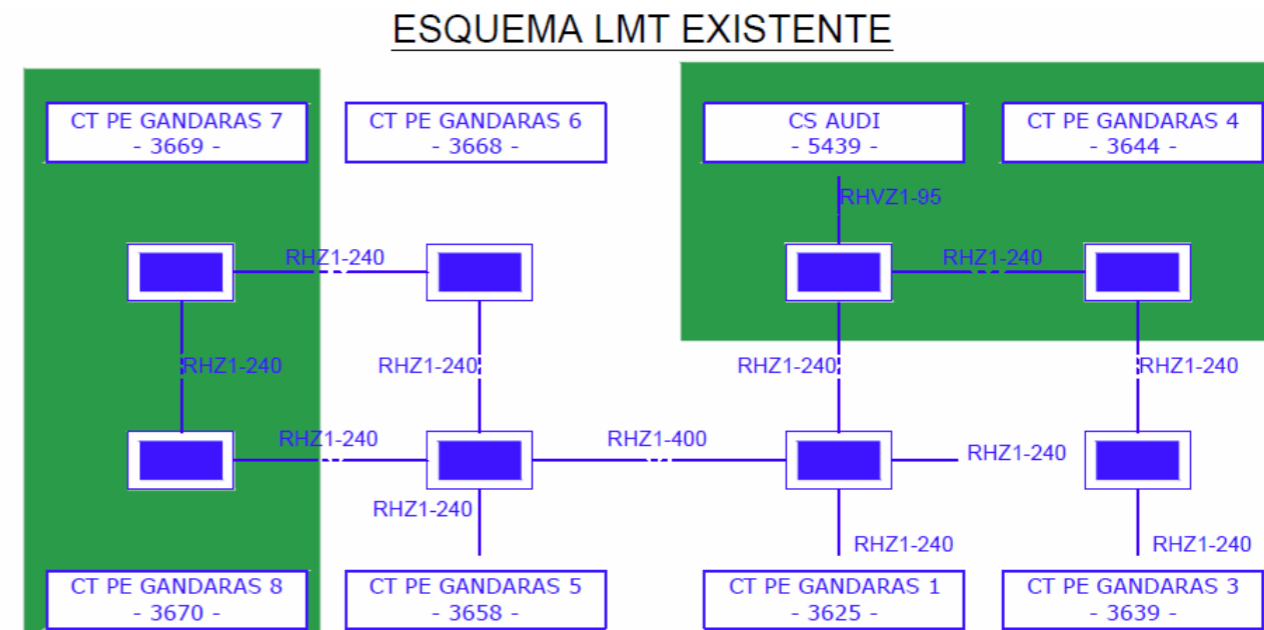 ESQUEMA LMT EXISTENTE
CT PE GANDARAS 7
- 3669 -
CT PE GANDARAS 6
- 3668 -
CS AUDI
- 5439 -
CT PE GANDARAS 4
- 3644 -
RHVZ1-95
RHZ1-240
RHZ1-240
RHZ1-240
RHZ1-240
RHZ1-240
RHZ1-240
RHZ1-240
RHZ1-400
RHZ1-240
RHZ1-240
RHZ1-240
RHZ1-240
CT PE GANDARAS 8
- 3670 -
CT PE GANDARAS 5
- 3658 -
CT PE GANDARAS 1
- 3625 -
CT PE GANDARAS 3
- 3639 -